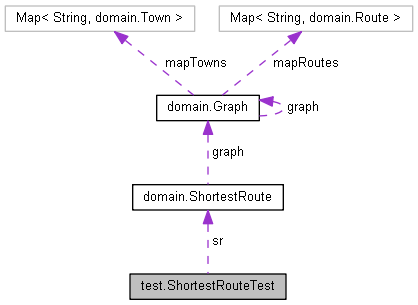 Map< String, domain.Town >
Map< String, domain.Route >
mapTowns
mapRoutes
domain.Graph
graph
graph
domain.ShortestRoute
sr
test.ShortestRouteTest